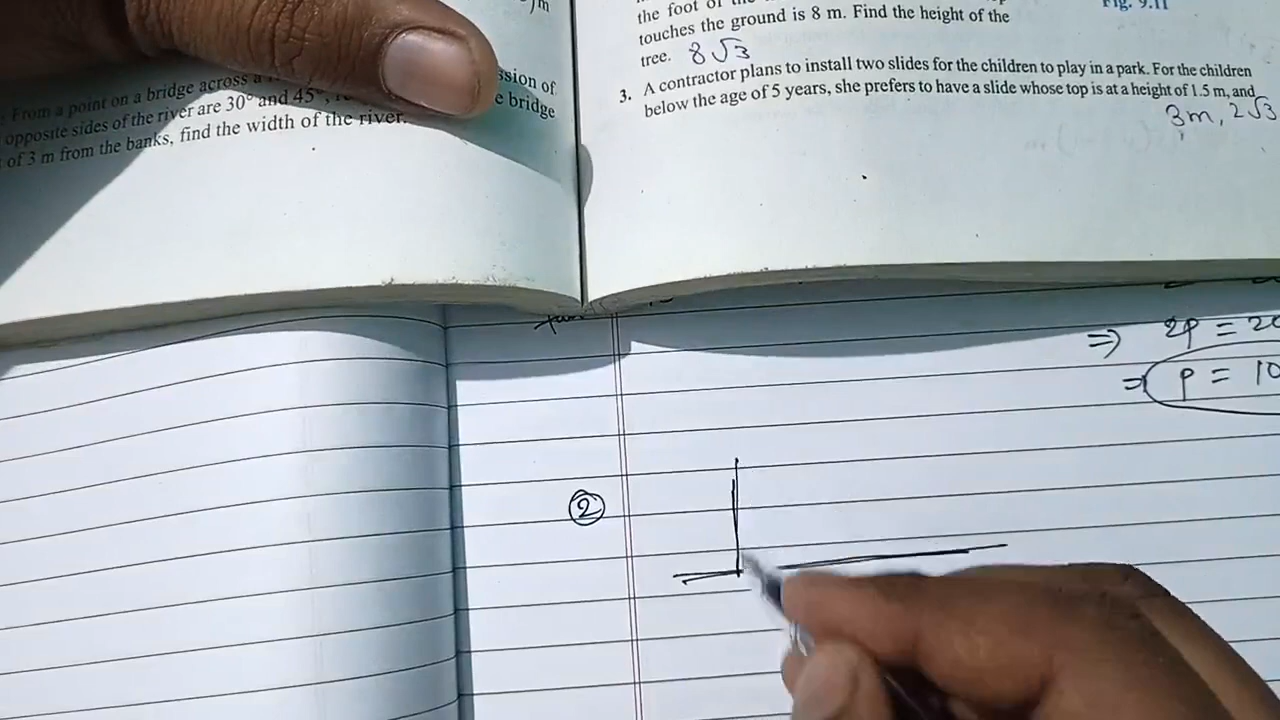 )m
ssion of
From a point on a bridge across a
e bridge
opposite sides of the river are 30° and 45°,
of 3 m from the banks, find the width of the river.
the foot of the
Fig. 9.11
touches the ground is 8 m. Find the height of the
tree. 8√3
3. A contractor plans to install two slides for the children to play in a park. For the children
below the age of 5 years, she prefers to have a slide whose top is at a height of 1.5 m, and
3m, 2√3
⇒ 2p = 20
⇒ p = 10
②